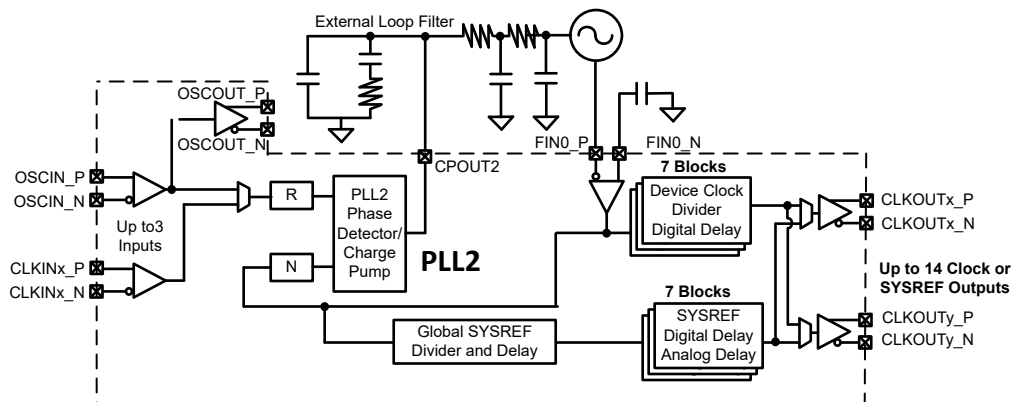 External Loop Filter
OSCOUT_P
OSCOUT_N
FIN0_P
FIN0_N
CPOUT2
OSCIN_P
OSCIN_N
Up to3
Inputs
CLKINx_P
CLKINx_N
R
N
PLL2
Phase
Detector/
Charge
Pump
PLL2
7 Blocks
Device Clock
Divider
Digital Delay
CLKOUTx_P
CLKOUTx_N
Up to 14 Clock or
SYSREF Outputs
7 Blocks
Global SYSREF
Divider and Delay
SYSREF
Digital Delay
Analog Delay
CLKOUTy_P
CLKOUTy_N